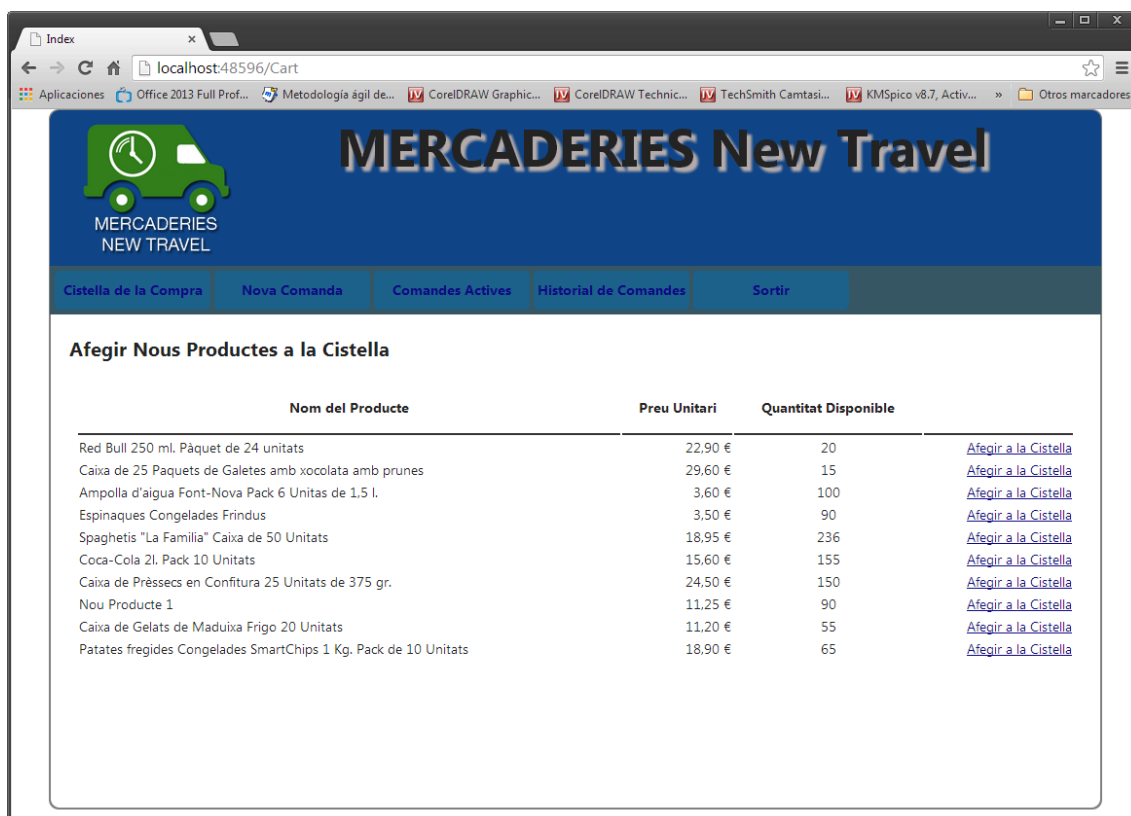 Index
localhost:48596/Cart
Aplicaciones Office 2013 Full Prof... Metodología ágil de... CorelDRAW Graphic... CorelDRAW Technic... TechSmith Camtasi... KMSpico v8.7, Activ... » Otros marcadores
MERCADERIES New Travel
MERCADERIES
NEW TRAVEL
Cistella de la Compra Nova Comanda Comandes Actives Historial de Comandes Sortir
Afegir Nous Productes a la Cistella
Nom del Producte Preu Unitari Quantitat Disponible
Red Bull 250 ml. Pàquet de 24 unitats 22,90 € 20 Afegir a la Cistella
Caixa de 25 Paquets de Galetes amb xocolata amb prunes 29,60 € 15 Afegir a la Cistella
Ampolla d'aigua Font-Nova Pack 6 Unitas de 1,5 l. 3,60 € 100 Afegir a la Cistella
Espinaques Congelades Frindus 3,50 € 90 Afegir a la Cistella
Spaghetis "La Familia" Caixa de 50 Unitats 18,95 € 236 Afegir a la Cistella
Coca-Cola 2l. Pack 10 Unitats 15,60 € 155 Afegir a la Cistella
Caixa de Prèssecs en Confitura 25 Unitats de 375 gr. 24,50 € 150 Afegir a la Cistella
Nou Producte 1 11,25 € 90 Afegir a la Cistella
Caixa de Gelats de Maduixa Frigo 20 Unitats 11,20 € 55 Afegir a la Cistella
Patates fregides Congelades SmartChips 1 Kg. Pack de 10 Unitats 18,90 € 65 Afegir a la Cistella